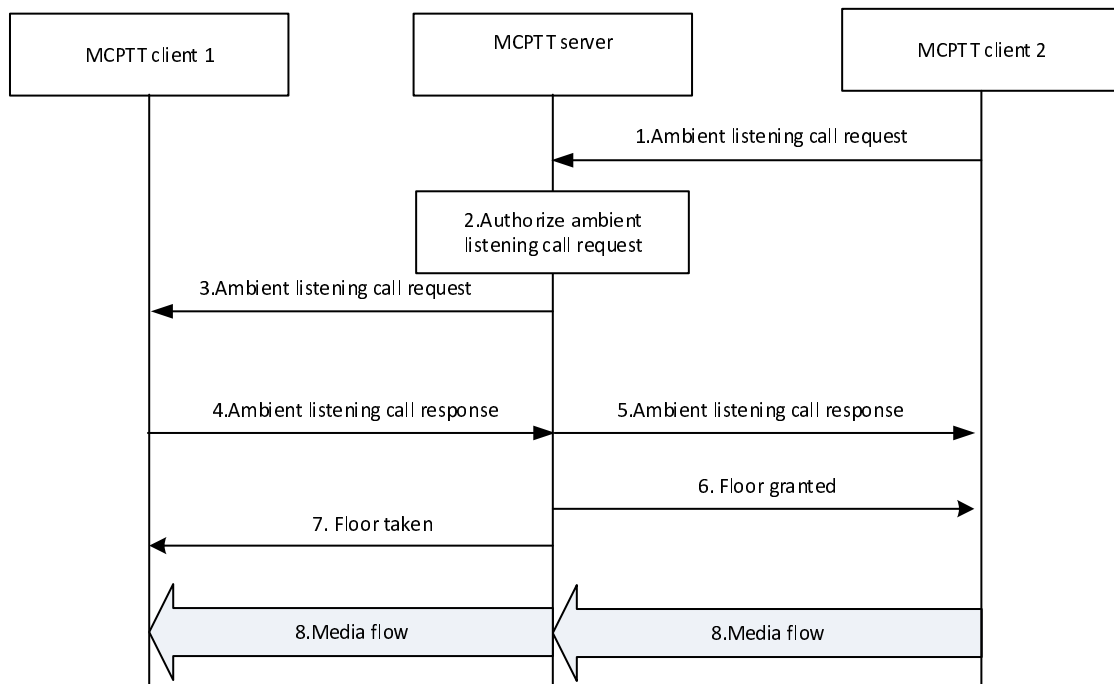 MCPTT client 1
MCPTT server
MCPTT client 2
1.Ambient listening call request
2.Authorize ambient
listening call request
3.Ambient listening call request
4.Ambient listening call response
5.Ambient listening call response
6. Floor granted
7. Floor taken
8.Media flow
8.Media flow